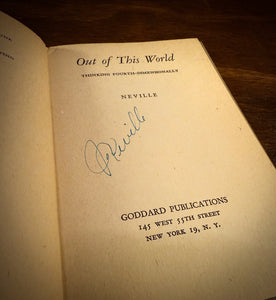 Out of This World
THINKING FOURTH-DIMENSIONALLY
NEVILLE
Neville
GODDARD PUBLICATIONS
145 WEST 55TH STREET
NEW YORK 19, N. Y.